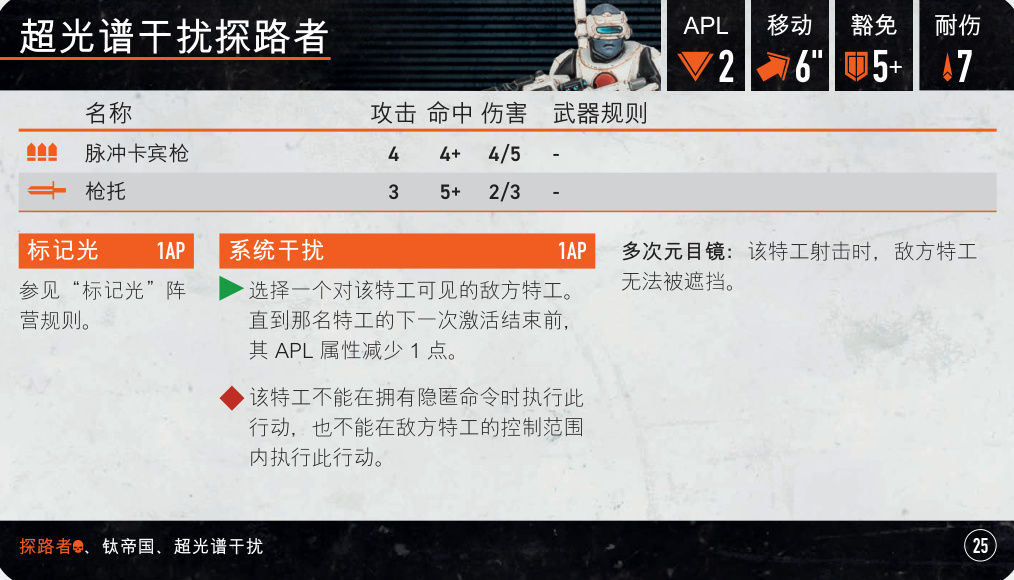 超光谱干扰探路者
APL 移动 豁免 耐伤
2 6" 5+ 7
名称 攻击 命中 伤害 武器规则
脉冲卡宾枪 4 4+ 4/5 -
枪托 3 5+ 2/3 -
标记光 1AP
参见“标记光”阵
营规则。
系统干扰 1AP
选择一个对该特工可见的敌方特工。
直到那名特工的下一次激活结束前，
其 APL 属性减少 1 点。
该特工不能在拥有隐匿命令时执行此
行动，也不能在敌方特工的控制范围
内执行此行动。
多次元目镜：该特工射击时，敌方特工
无法被遮挡。
探路者、钛帝国、超光谱干扰
25